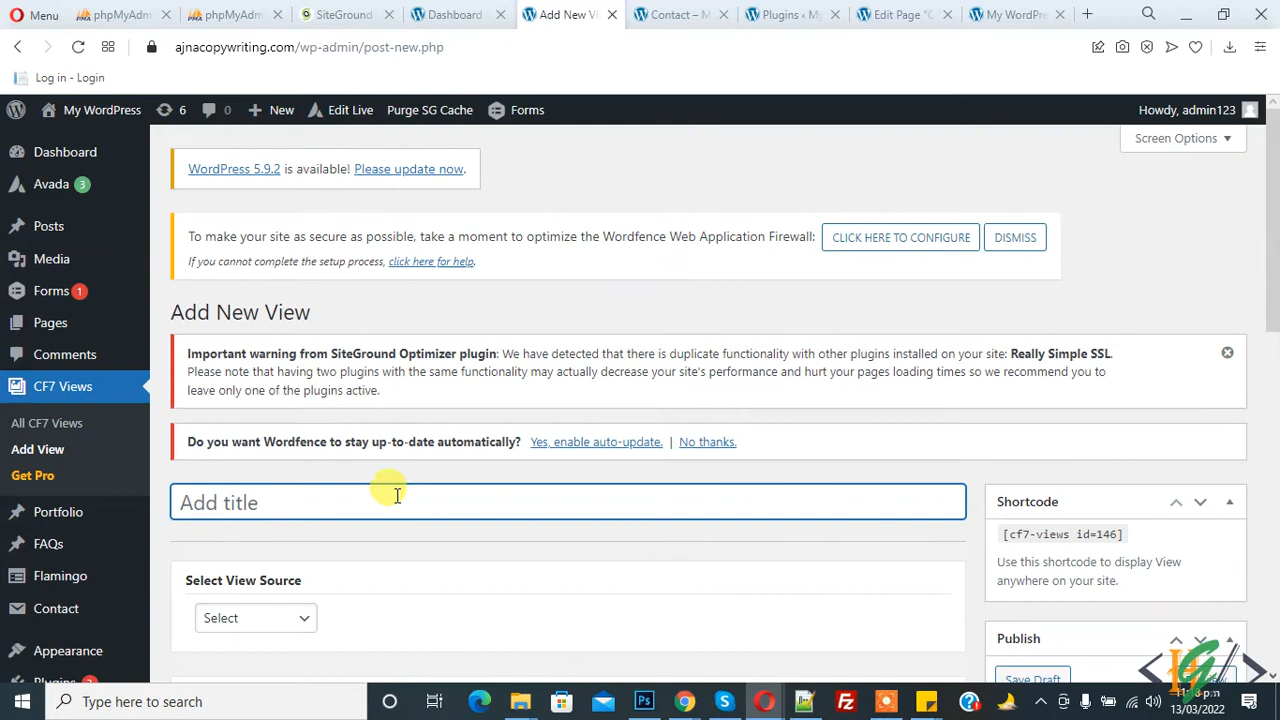 Menu
phpMyAdm
phpMyAdmi
SiteGround
Dashboard
Add New Vi
Contact – M
Plugins ‹ My
Edit Page "C
My WordPre
ajnacopywriting.com/wp-admin/post-new.php
Log in - Login
My WordPress 6 0 New Edit Live Purge SG Cache Forms Howdy, admin123
Screen Options
Dashboard
Avada 3
Posts
Media
Forms 1
Pages
Comments
CF7 Views
All CF7 Views
Add View
Get Pro
Portfolio
FAQs
Flamingo
Contact
Appearance
Plugins
WordPress 5.9.2 is available! Please update now.
To make your site as secure as possible, take a moment to optimize the Wordfence Web Application Firewall: CLICK HERE TO CONFIGURE DISMISS
If you cannot complete the setup process, click here for help.
Add New View
Important warning from SiteGround Optimizer plugin: We have detected that there is duplicate functionality with other plugins installed on your site: Really Simple SSL.
Please note that having two plugins with the same functionality may actually decrease your site's performance and hurt your pages loading times so we recommend you to
leave only one of the plugins active.
Do you want Wordfence to stay up-to-date automatically? Yes, enable auto-update. | No thanks.
Add title
Select View Source
Select
Shortcode
[cf7-views id=146]
Use this shortcode to display View
anywhere on your site.
Publish
Save Draft
Type here to search
13/03/2022